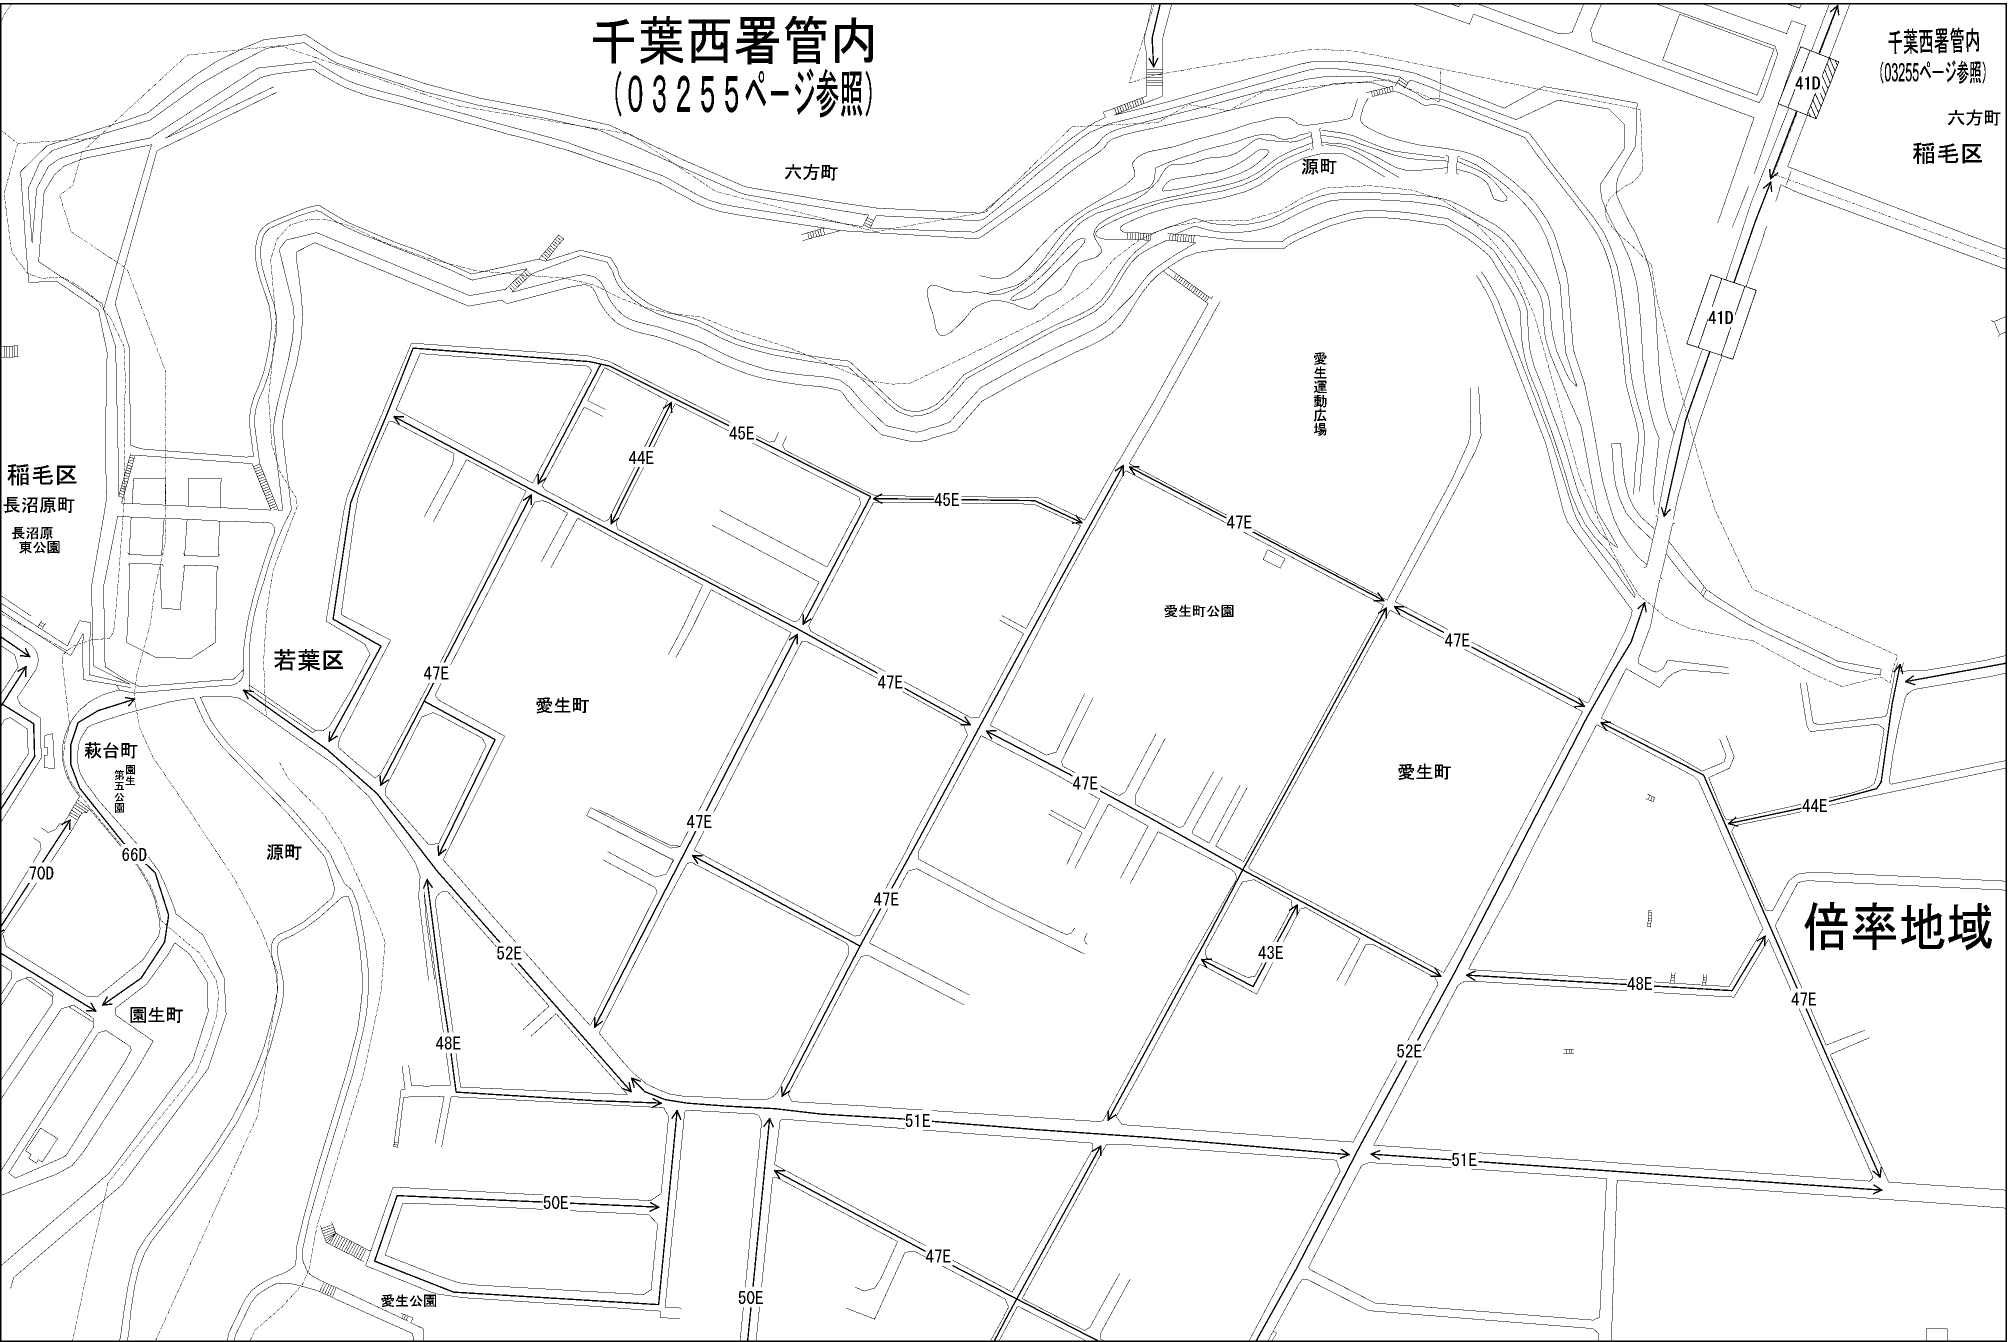 千葉西署管内
(03255ページ参照)
千葉西署管内
(03255ページ参照)
41D
六方町
稲毛区
六方町
源町
41D
愛生運動広場
45E
44E
45E
稲毛区
長沼原町
長沼原
東公園
47E
愛生町公園
47E
若葉区
47E
47E
愛生町
萩台町
園生
第五公園
47E
愛生町
44E
47E
源町
66D
70D
47E
倍率地域
52E
43E
48E
47E
園生町
48E
52E
51E
51E
50E
47E
愛生公園
50E